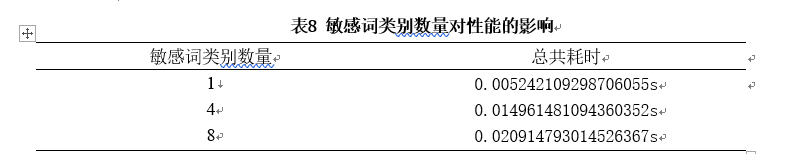 表8 敏感词类别数量对性能的影响
敏感词类别数量 总共耗时
1 0.005242109298706055s
4 0.014961481094360352s
8 0.020914793014526367s